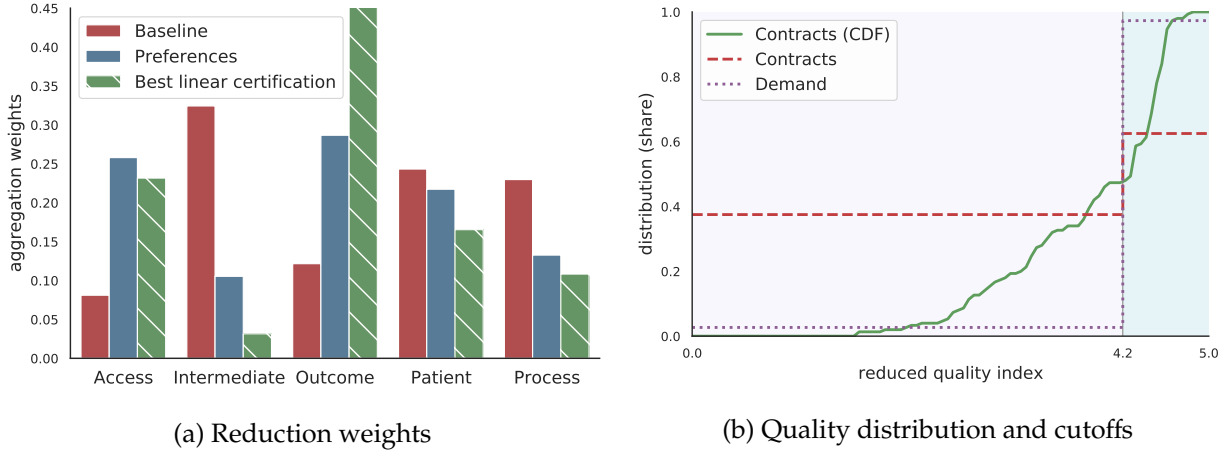 0.45
0.40
0.35
0.30
0.25
0.20
0.15
0.10
0.05
0.00
aggregation weights
Baseline
Preferences
Best linear certification
Access
Intermediate
Outcome
Patient
Process
(a) Reduction weights
1.0
0.8
0.6
0.4
0.2
0.0
distribution (share)
Contracts (CDF)
Contracts
Demand
0.0
4.2
5.0
reduced quality index
(b) Quality distribution and cutoffs